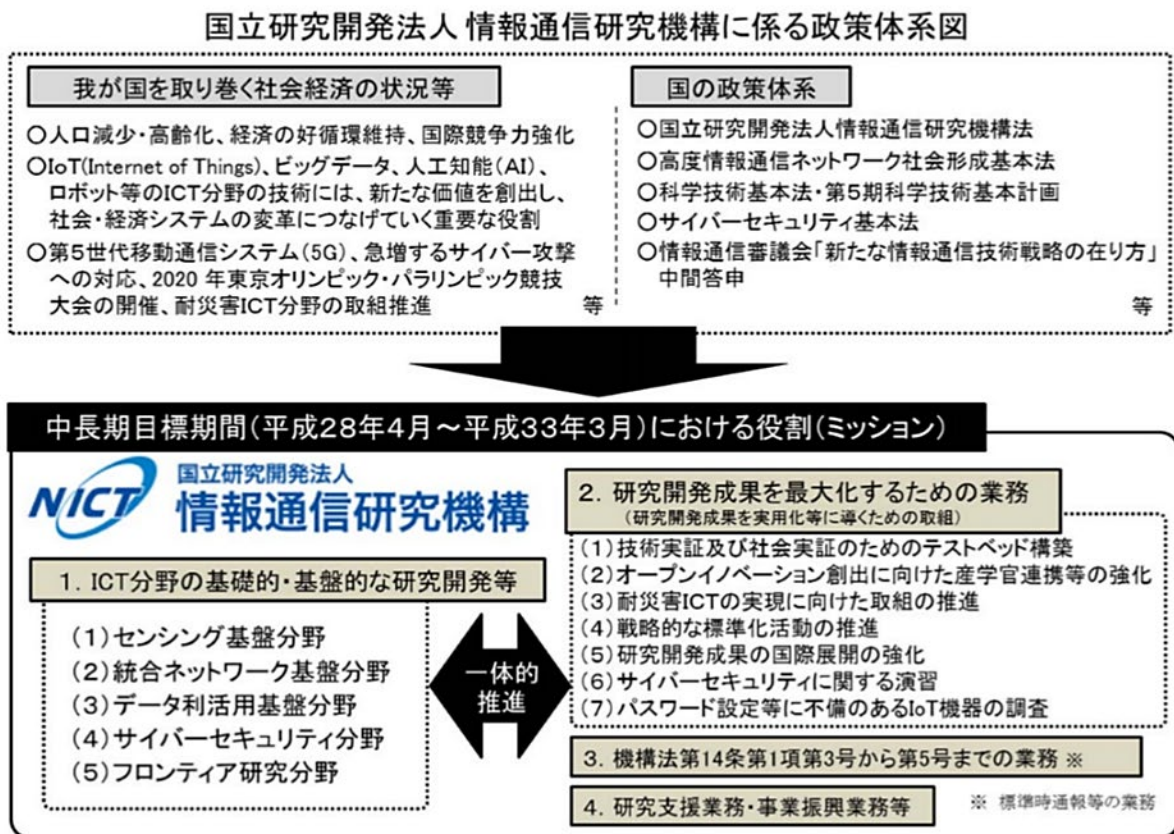 国立研究開発法人 情報通信研究機構に係る政策体系図
我が国を取り巻く社会経済の状況等
○人口減少・高齢化、経済の好循環維持、国際競争力強化
○IoT(Internet of Things)、ビッグデータ、人工知能(AI)、
ロボット等のICT分野の技術には、新たな価値を創出し、
社会・経済システムの変革につなげていく重要な役割
○第5世代移動通信システム(5G)、急増するサイバー攻撃
への対応、2020 年東京オリンピック・パラリンピック競技
大会の開催、耐災害ICT分野の取組推進
等
国の政策体系
○国立研究開発法人情報通信研究機構法
○高度情報通信ネットワーク社会形成基本法
○科学技術基本法・第5期科学技術基本計画
○サイバーセキュリティ基本法
○情報通信審議会「新たな情報通信技術戦略の在り方」
中間答申
等
中長期目標期間(平成28年4月～平成33年3月)における役割(ミッション)
NICT
国立研究開発法人
情報通信研究機構
1. ICT分野の基礎的・基盤的な研究開発等
(1)センシング基盤分野
(2)統合ネットワーク基盤分野
(3)データ利活用基盤分野
(4)サイバーセキュリティ分野
(5)フロンティア研究分野
一体的
推進
2. 研究開発成果を最大化するための業務
(研究開発成果を実用化等に導くための取組)
(1)技術実証及び社会実証のためのテストベッド構築
(2)オープンイノベーション創出に向けた産学官連携等の強化
(3)耐災害ICTの実現に向けた取組の推進
(4)戦略的な標準化活動の推進
(5)研究開発成果の国際展開の強化
(6)サイバーセキュリティに関する演習
(7)パスワード設定等に不備のあるIoT機器の調査
3. 機構法第14条第1項第3号から第5号までの業務 ※
4. 研究支援業務・事業振興業務等
※ 標準時通報等の業務